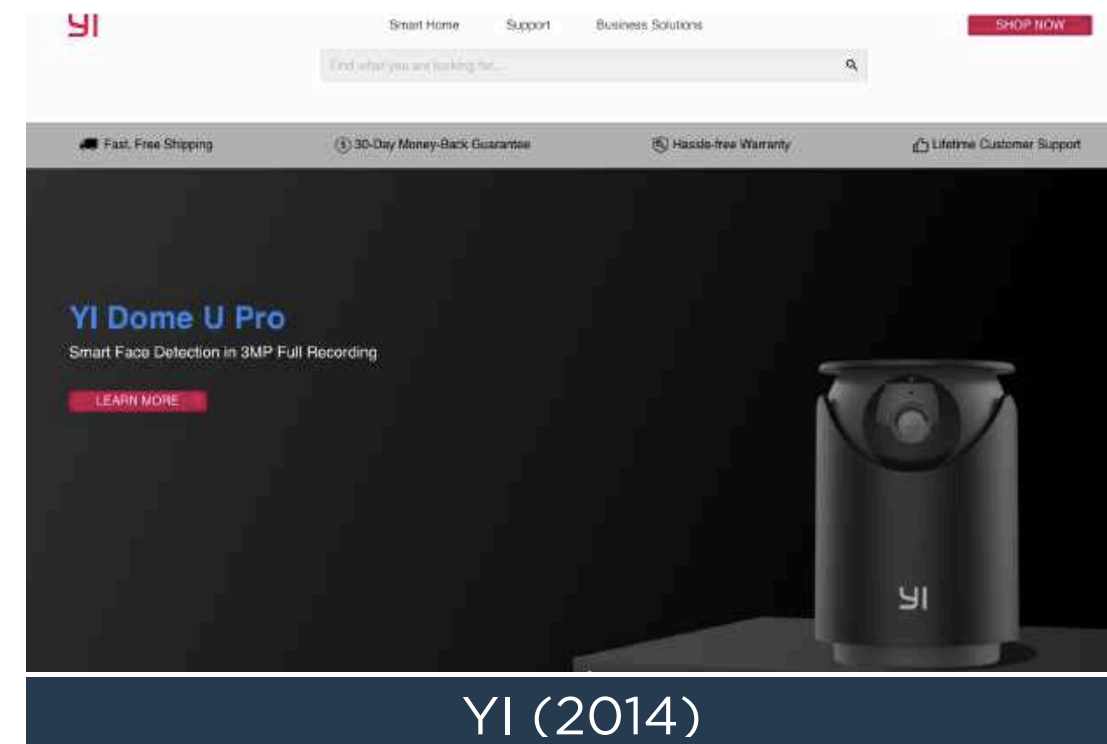 YI
Smart Home Support Business Solutions SHOP NOW
Find what you are looking for...
Fast, Free Shipping 30-Day Money-Back Guarantee Hassle-free Warranty Lifetime Customer Support
YI Dome U Pro
Smart Face Detection in 3MP Full Recording
LEARN MORE
YI
YI (2014)